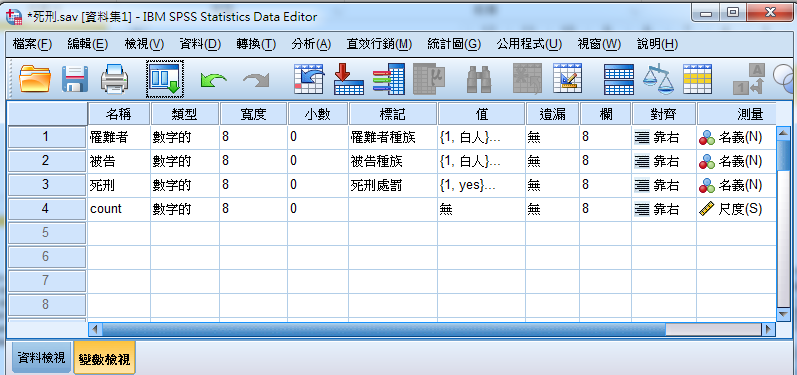 *死刑.sav [資料集1] - IBM SPSS Statistics Data Editor
檔案(F) 編輯(E) 檢視(V) 資料(D) 轉換(T) 分析(A) 直效行銷(M) 統計圖(G) 公用程式(U) 視窗(W) 說明(H)
名稱 類型 寬度 小數 標記 值 遺漏 欄 對齊 測量
1 罹難者 數字的 8 0 罹難者種族 {1, 白人}... 無 8 靠右 名義(N)
2 被告 數字的 8 0 被告種族 {1, 白人}... 無 8 靠右 名義(N)
3 死刑 數字的 8 0 死刑處罰 {1, yes}... 無 8 靠右 名義(N)
4 count 數字的 8 0 無 無 8 靠右 尺度(S)
5
6
7
8
資料檢視 變數檢視